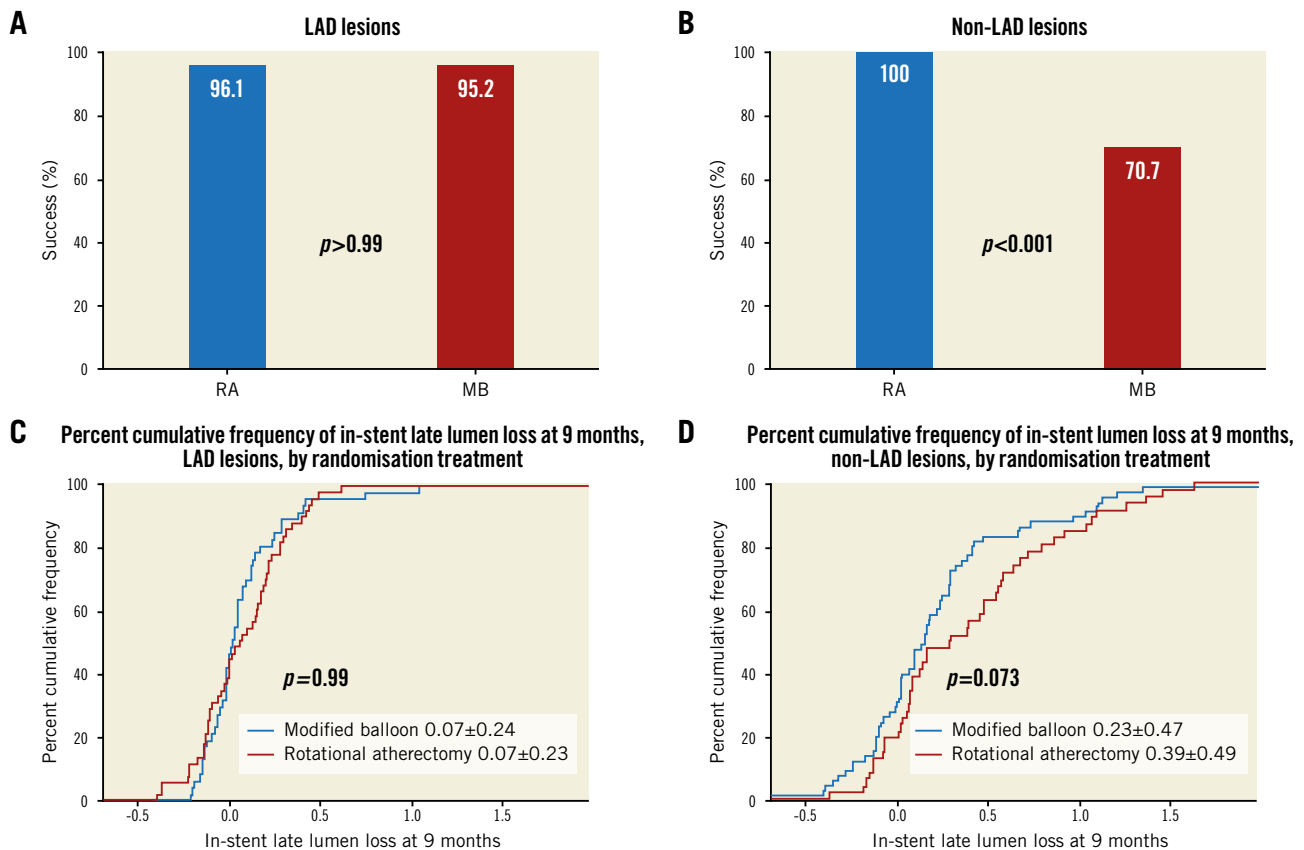 A
LAD lesions
100
80
60
40
20
0
Success (%)
96.1
95.2
p>0.99
RA
MB
B
Non-LAD lesions
100
80
60
40
20
0
Success (%)
100
70.7
p<0.001
RA
MB
C
Percent cumulative frequency of in-stent late lumen loss at 9 months,
LAD lesions, by randomisation treatment
100
80
60
40
20
0
Percent cumulative frequency
p=0.99
Modified balloon 0.07±0.24
Rotational atherectomy 0.07±0.23
-0.5
0.0
0.5
1.0
1.5
In-stent late lumen loss at 9 months
D
Percent cumulative frequency of in-stent lumen loss at 9 months,
non-LAD lesions, by randomisation treatment
100
80
60
40
20
0
Percent cumulative frequency
p=0.073
Modified balloon 0.23±0.47
Rotational atherectomy 0.39±0.49
-0.5
0.0
0.5
1.0
1.5
In-stent late lumen loss at 9 months